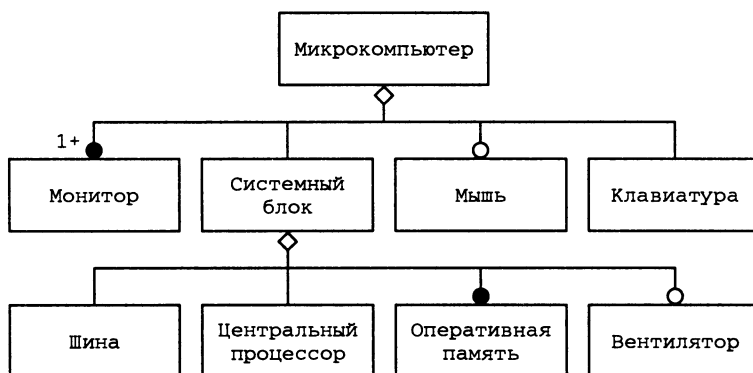 Микрокомпьютер
1+
Монитор
Системный
блок
Мышь
Клавиатура
Шина
Центральный
процессор
Оперативная
память
Вентилятор